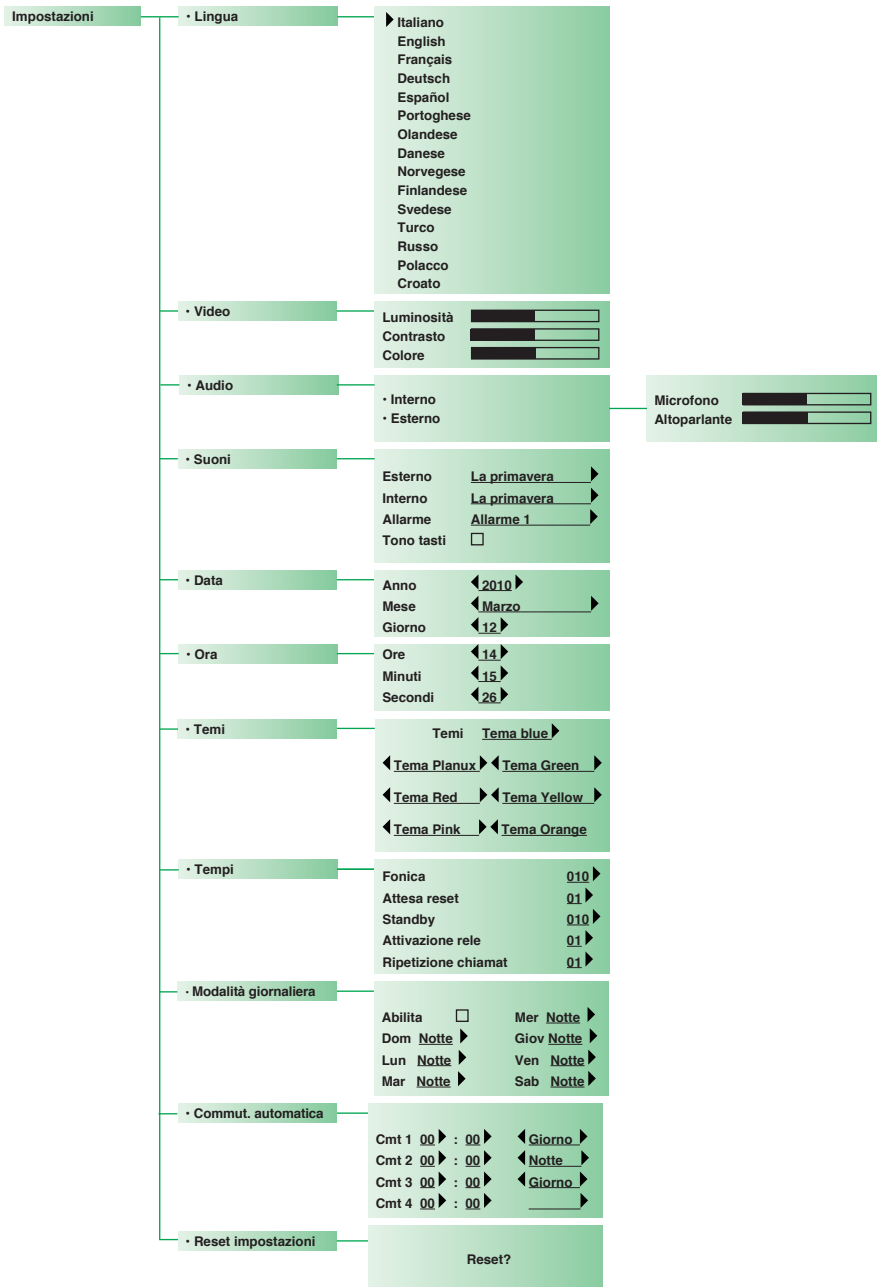 Impostazioni
· Lingua
Italiano
English
Français
Deutsch
Español
Portoghese
Olandese
Danese
Norvegese
Finlandese
Svedese
Turco
Russo
Polacco
Croato
· Video
Luminosità
Contrasto
Colore
· Audio
· Interno
· Esterno
Microfono
Altoparlante
· Suoni
Esterno La primavera
Interno La primavera
Allarme Allarme 1
Tono tasti
· Data
Anno 2010
Mese Marzo
Giorno 12
· Ora
Ore 14
Minuti 15
Secondi 26
· Temi
Temi Tema blue
Tema Planux Tema Green
Tema Red Tema Yellow
Tema Pink Tema Orange
· Tempi
Fonica 010
Attesa reset 01
Standby 010
Attivazione rele 01
Ripetizione chiamat 01
· Modalità giornaliera
Abilita Mer Notte
Dom Notte Giov Notte
Lun Notte Ven Notte
Mar Notte Sab Notte
· Commut. automatica
Cmt 1 00 : 00 Giorno
Cmt 2 00 : 00 Notte
Cmt 3 00 : 00 Giorno
Cmt 4 00 : 00
· Reset impostazioni
Reset?